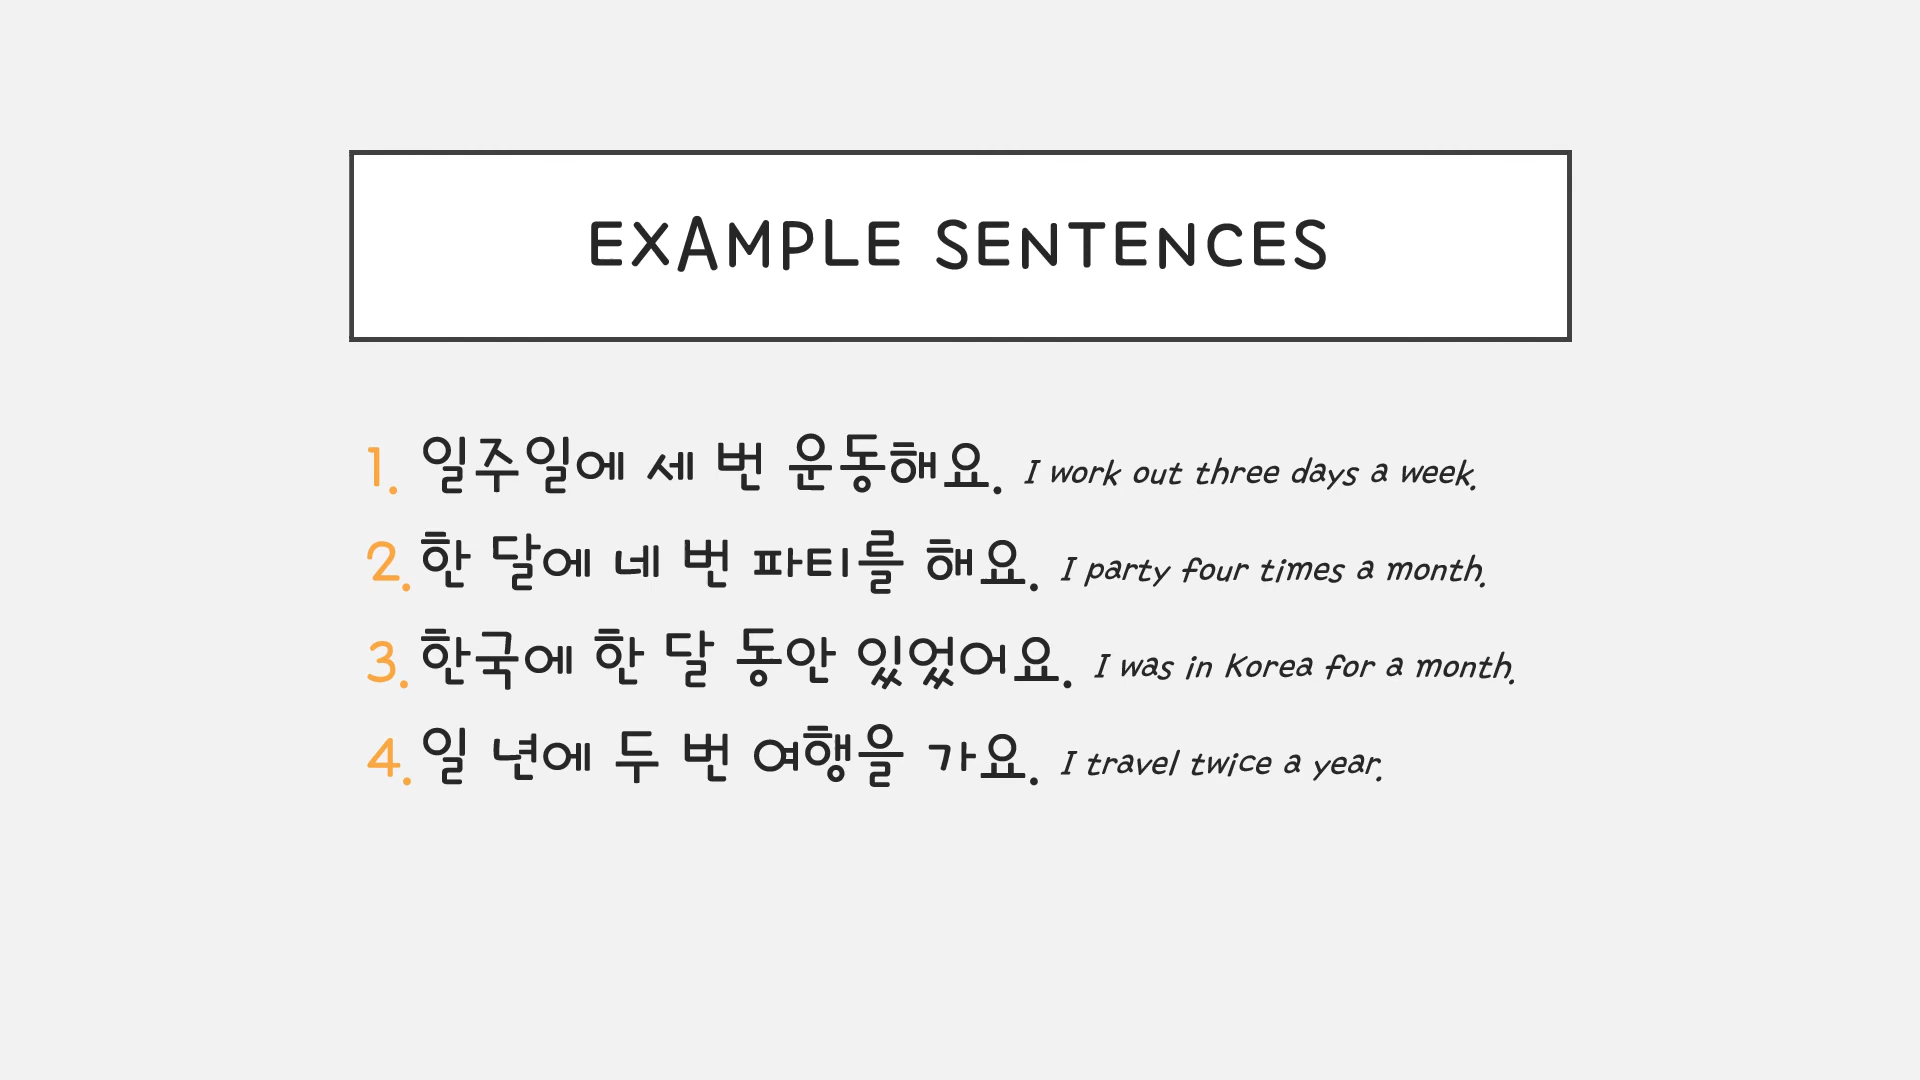 EXAMPLE SENTENCES
1. 일주일에 세 번 운동해요. I work out three days a week.
2. 한 달에 네 번 파티를 해요. I party four times a month.
3. 한국에 한 달 동안 있었어요. I was in Korea for a month.
4. 일 년에 두 번 여행을 가요. I travel twice a year.